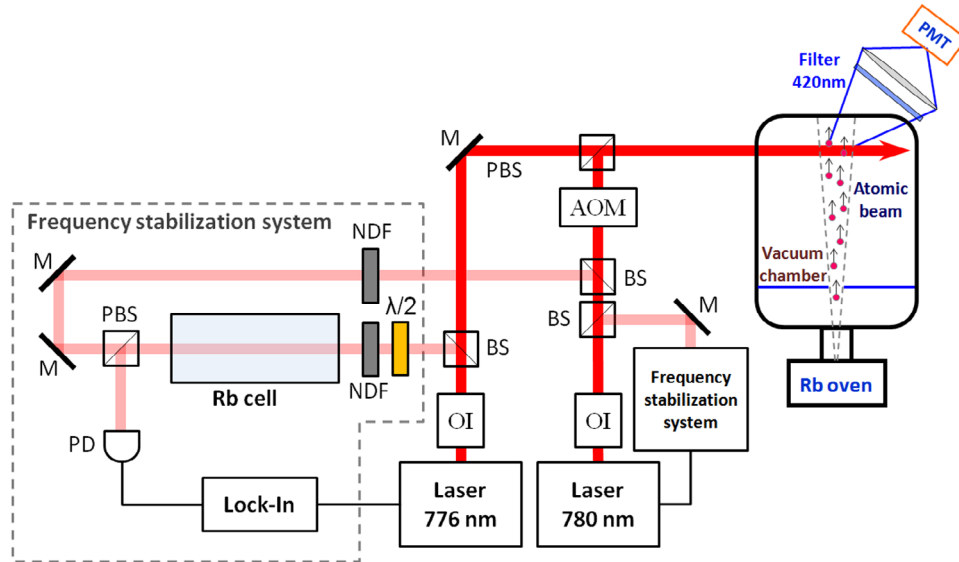 PMT
Filter
420nm
M
PBS
AOM
Atomic
beam
Frequency stabilization system
NDF
M
Vacuum
chamber
BS
λ/2
PBS
BS
M
BS
M
Rb cell
NDF
Frequency
stabilization
system
Rb oven
OI
OI
PD
Lock-In
Laser
776 nm
Laser
780 nm